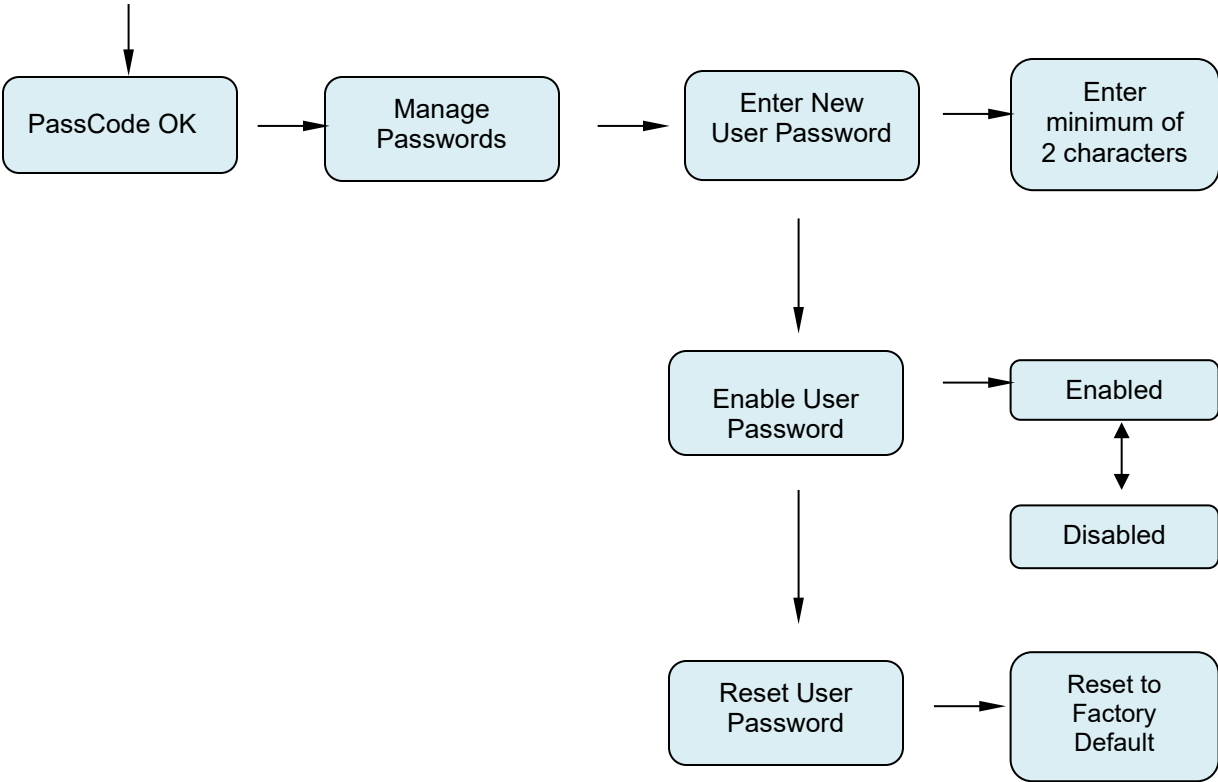 PassCode OK
Manage
Passwords
Enter New
User Password
Enter
minimum of
2 characters
Enable User
Password
Enabled
Disabled
Reset User
Password
Reset to
Factory
Default